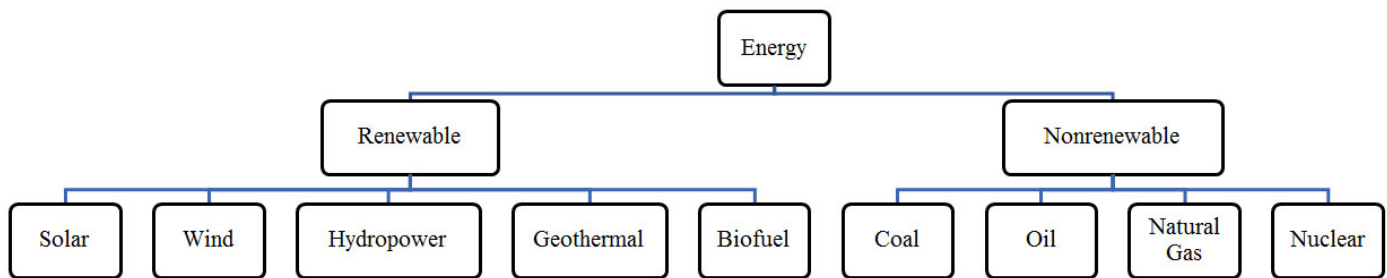 Energy
Renewable
Nonrenewable
Solar
Wind
Hydropower
Geothermal
Biofuel
Coal
Oil
Natural
Gas
Nuclear